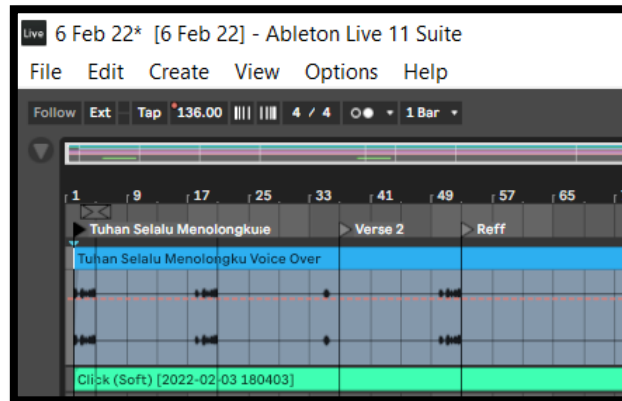 Live 6 Feb 22* [6 Feb 22] - Ableton Live 11 Suite
File Edit Create View Options Help
Follow Ext Tap 136.00 4 / 4 1 Bar
1 9 17 25 33 41 49 57 65
Tuhan Selalu Menolongkuıe Verse 2 Reff
Tuhan Selalu Menolongku Voice Over
Click (Soft) [2022-02-03 180403]